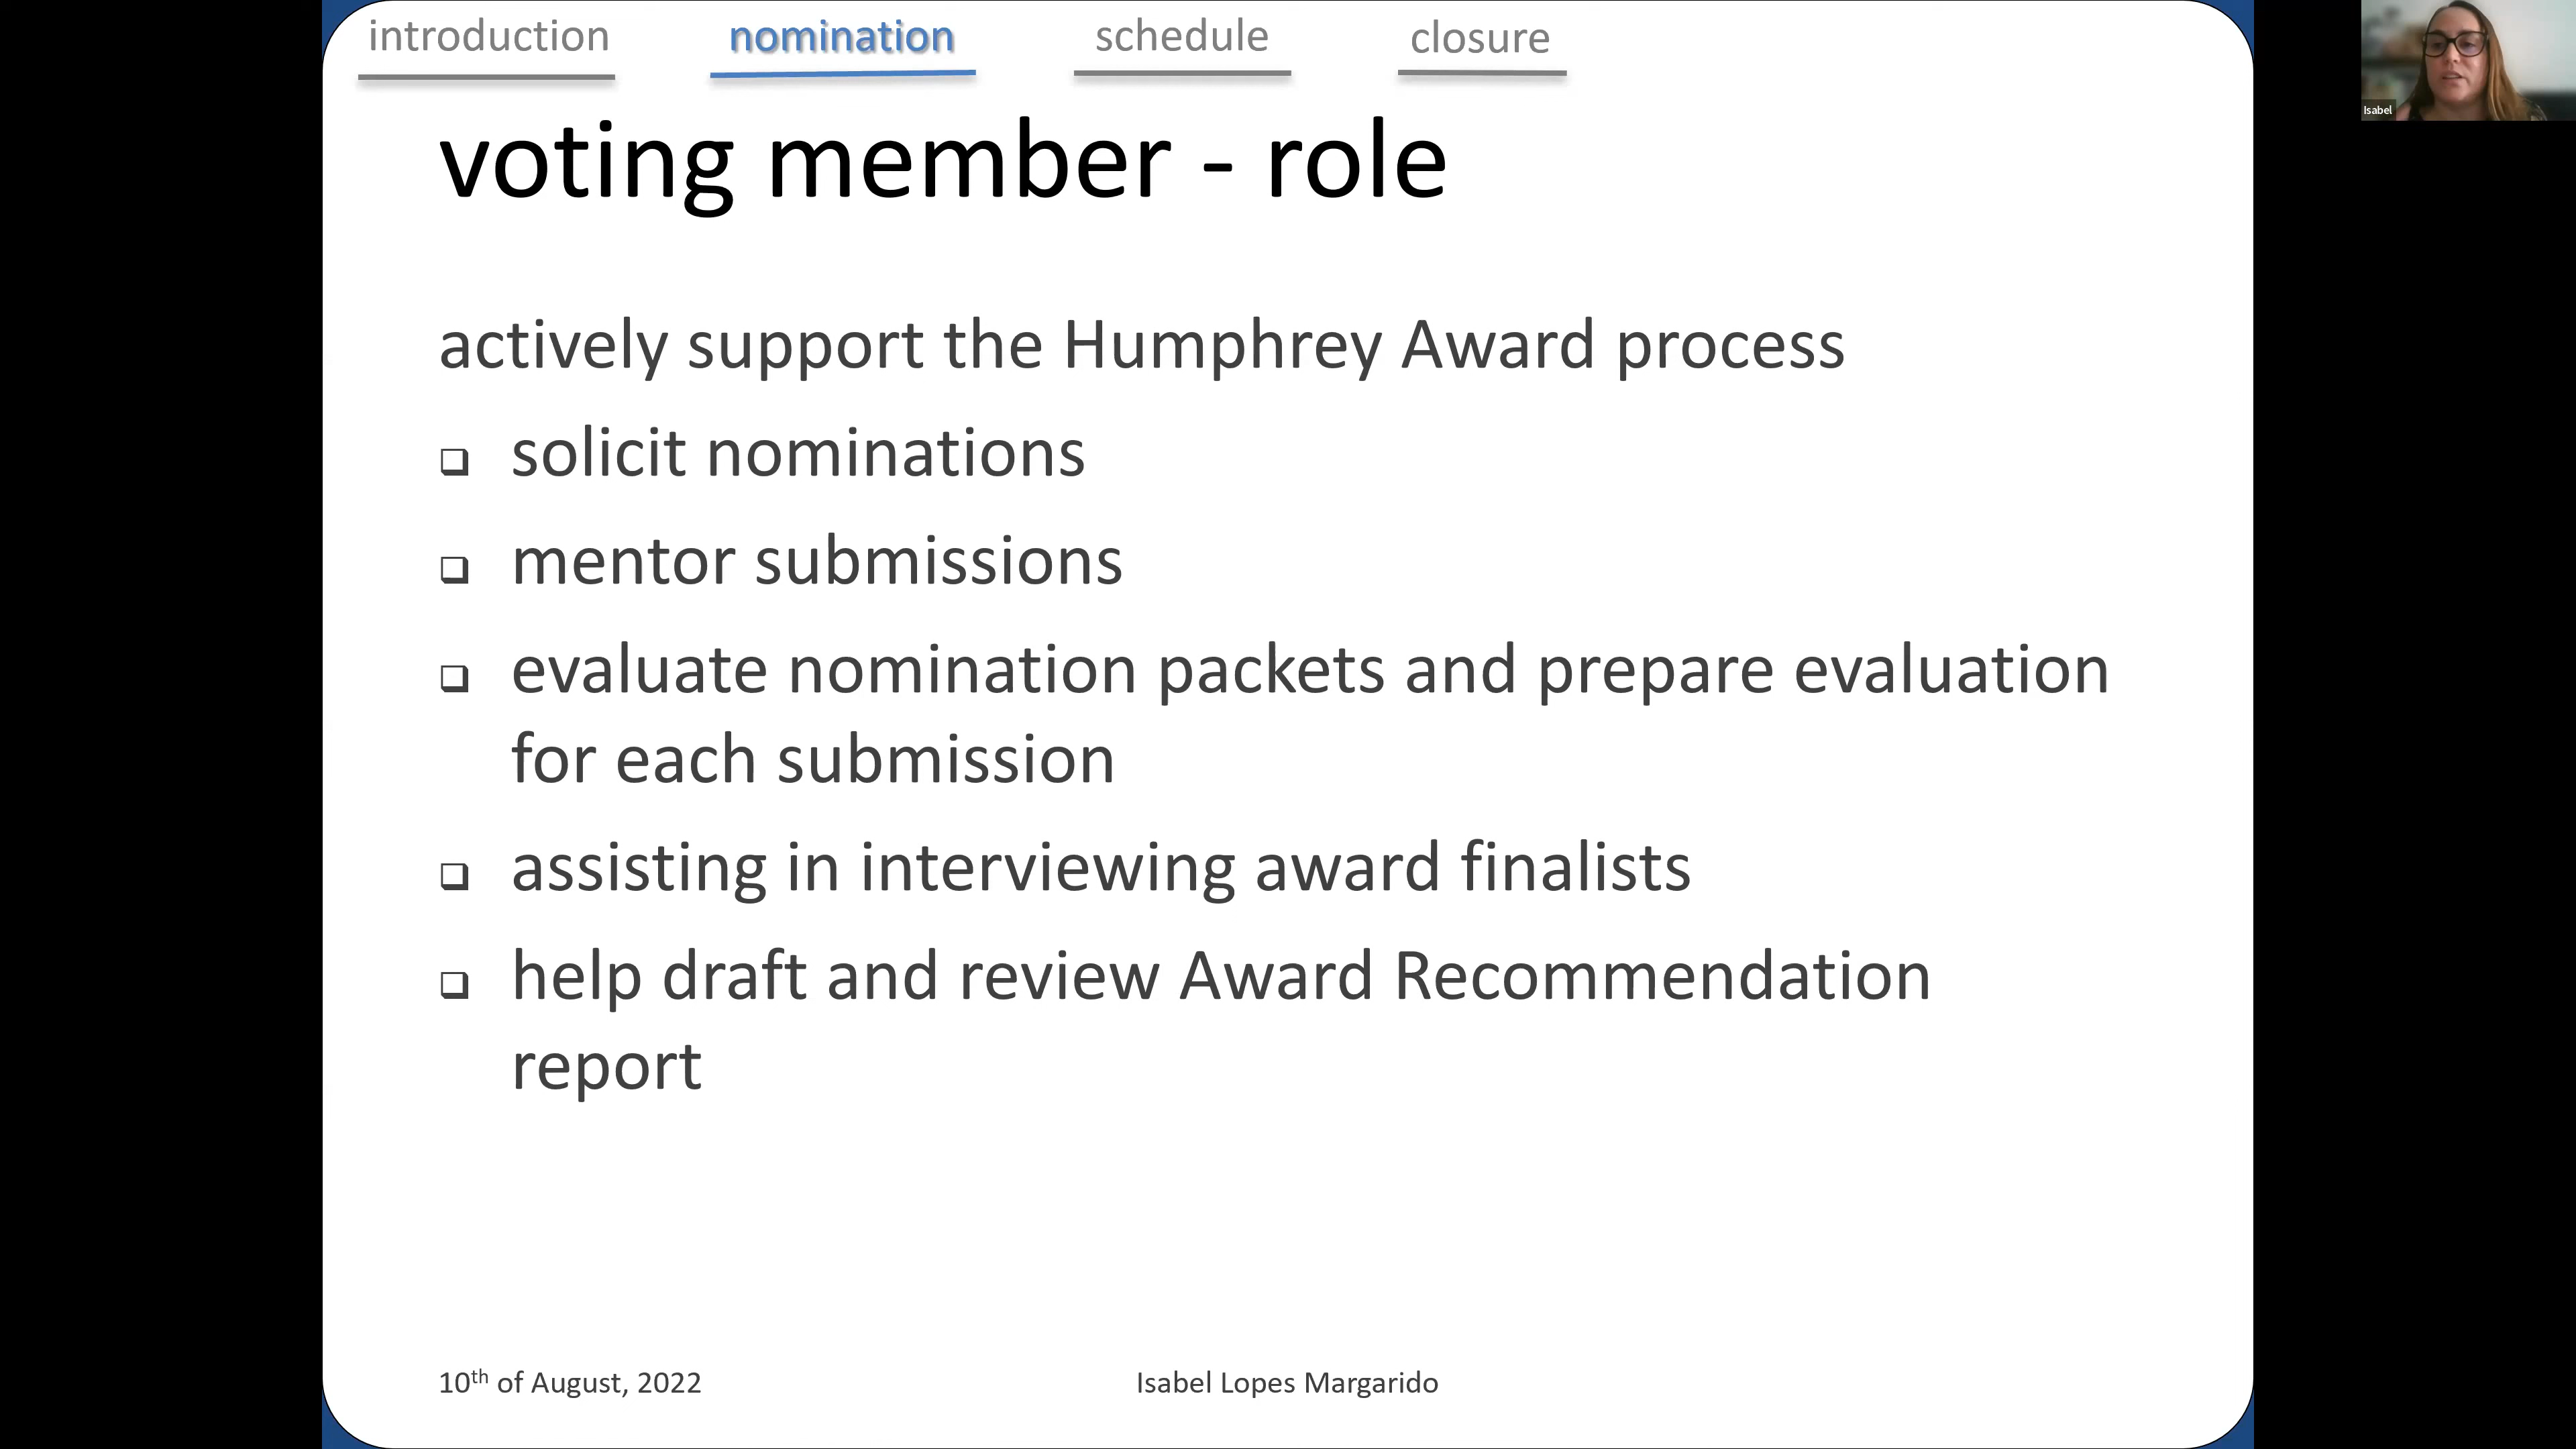 introduction nomination schedule closure
Isabel
voting member - role
actively support the Humphrey Award process
❑ solicit nominations
❑ mentor submissions
❑ evaluate nomination packets and prepare evaluation
for each submission
❑ assisting in interviewing award finalists
❑ help draft and review Award Recommendation
report
10th of August, 2022 Isabel Lopes Margarido